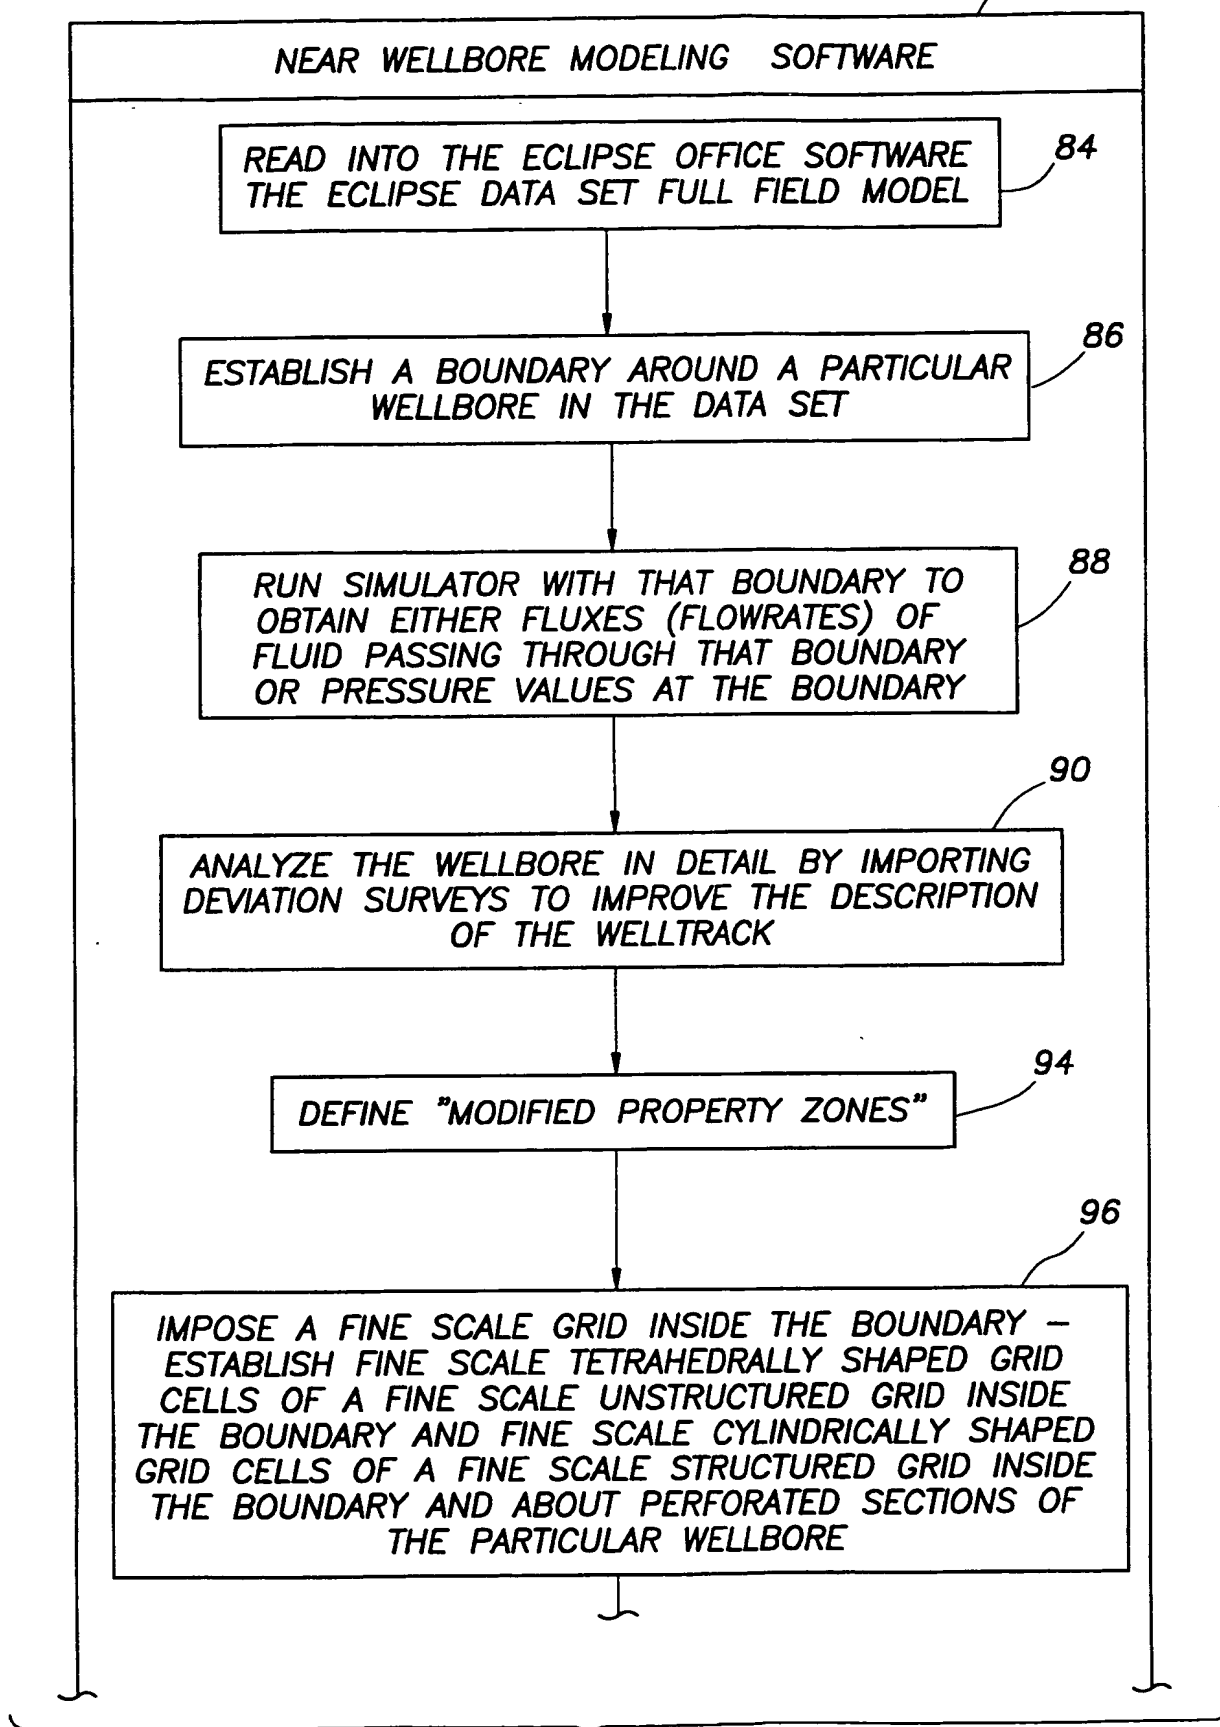 NEAR WELLBORE MODELING SOFTWARE
READ INTO THE ECLIPSE OFFICE SOFTWARE
THE ECLIPSE DATA SET FULL FIELD MODEL
84
ESTABLISH A BOUNDARY AROUND A PARTICULAR
WELLBORE IN THE DATA SET
86
RUN SIMULATOR WITH THAT BOUNDARY TO
OBTAIN EITHER FLUXES (FLOWRATES) OF
FLUID PASSING THROUGH THAT BOUNDARY
OR PRESSURE VALUES AT THE BOUNDARY
88
ANALYZE THE WELLBORE IN DETAIL BY IMPORTING
DEVIATION SURVEYS TO IMPROVE THE DESCRIPTION
OF THE WELLTRACK
90
DEFINE "MODIFIED PROPERTY ZONES"
94
IMPOSE A FINE SCALE GRID INSIDE THE BOUNDARY –
ESTABLISH FINE SCALE TETRAHEDRALLY SHAPED GRID
CELLS OF A FINE SCALE UNSTRUCTURED GRID INSIDE
THE BOUNDARY AND FINE SCALE CYLINDRICALLY SHAPED
GRID CELLS OF A FINE SCALE STRUCTURED GRID INSIDE
THE BOUNDARY AND ABOUT PERFORATED SECTIONS OF
THE PARTICULAR WELLBORE
96